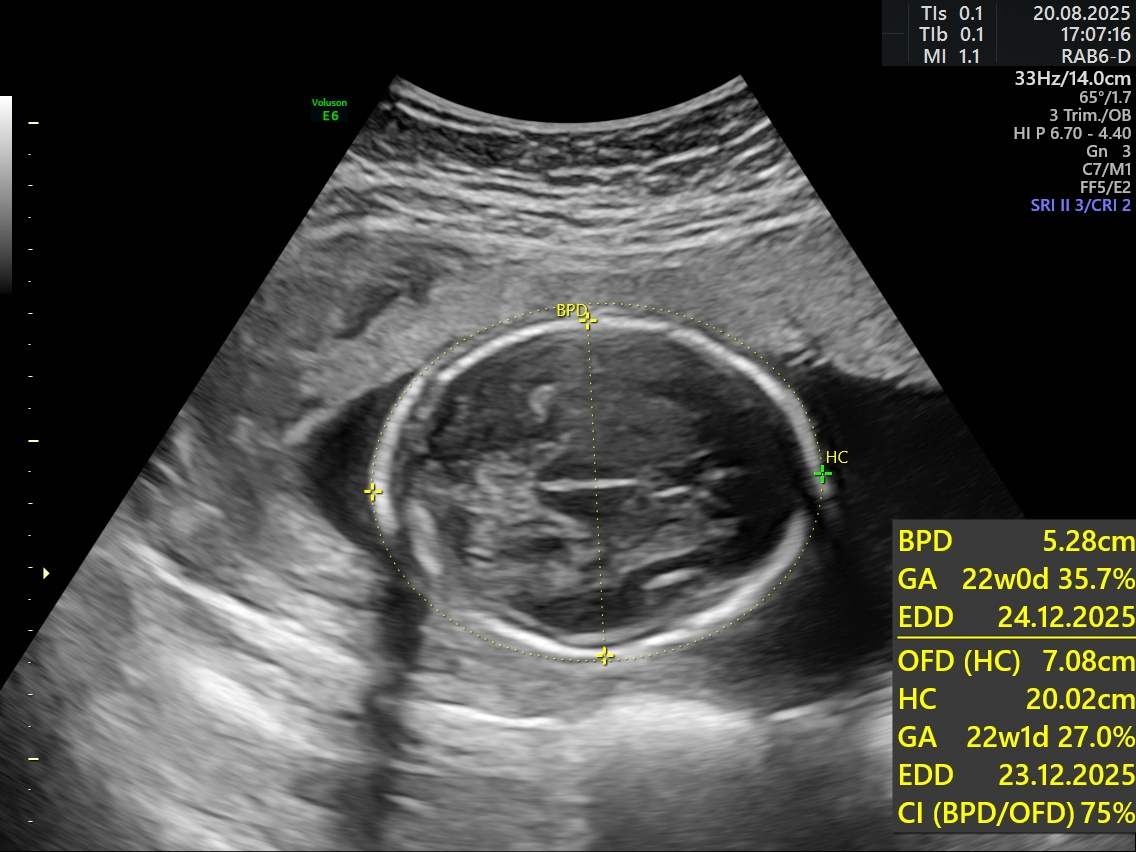 TIs 0.1 20.08.2025
TIb 0.1 17:07:16
MI 1.1 RAB6-D
33Hz/14.0cm
65°/1.7
3 Trim./OB
HI P 6.70 - 4.40
Gn 3
C7/M1
FF5/E2
SRI II 3/CRI 2
Voluson
E6
BPD
HC
BPD 5.28cm
GA 22w0d 35.7%
EDD 24.12.2025
OFD (HC) 7.08cm
HC 20.02cm
GA 22w1d 27.0%
EDD 23.12.2025
CI (BPD/OFD) 75%